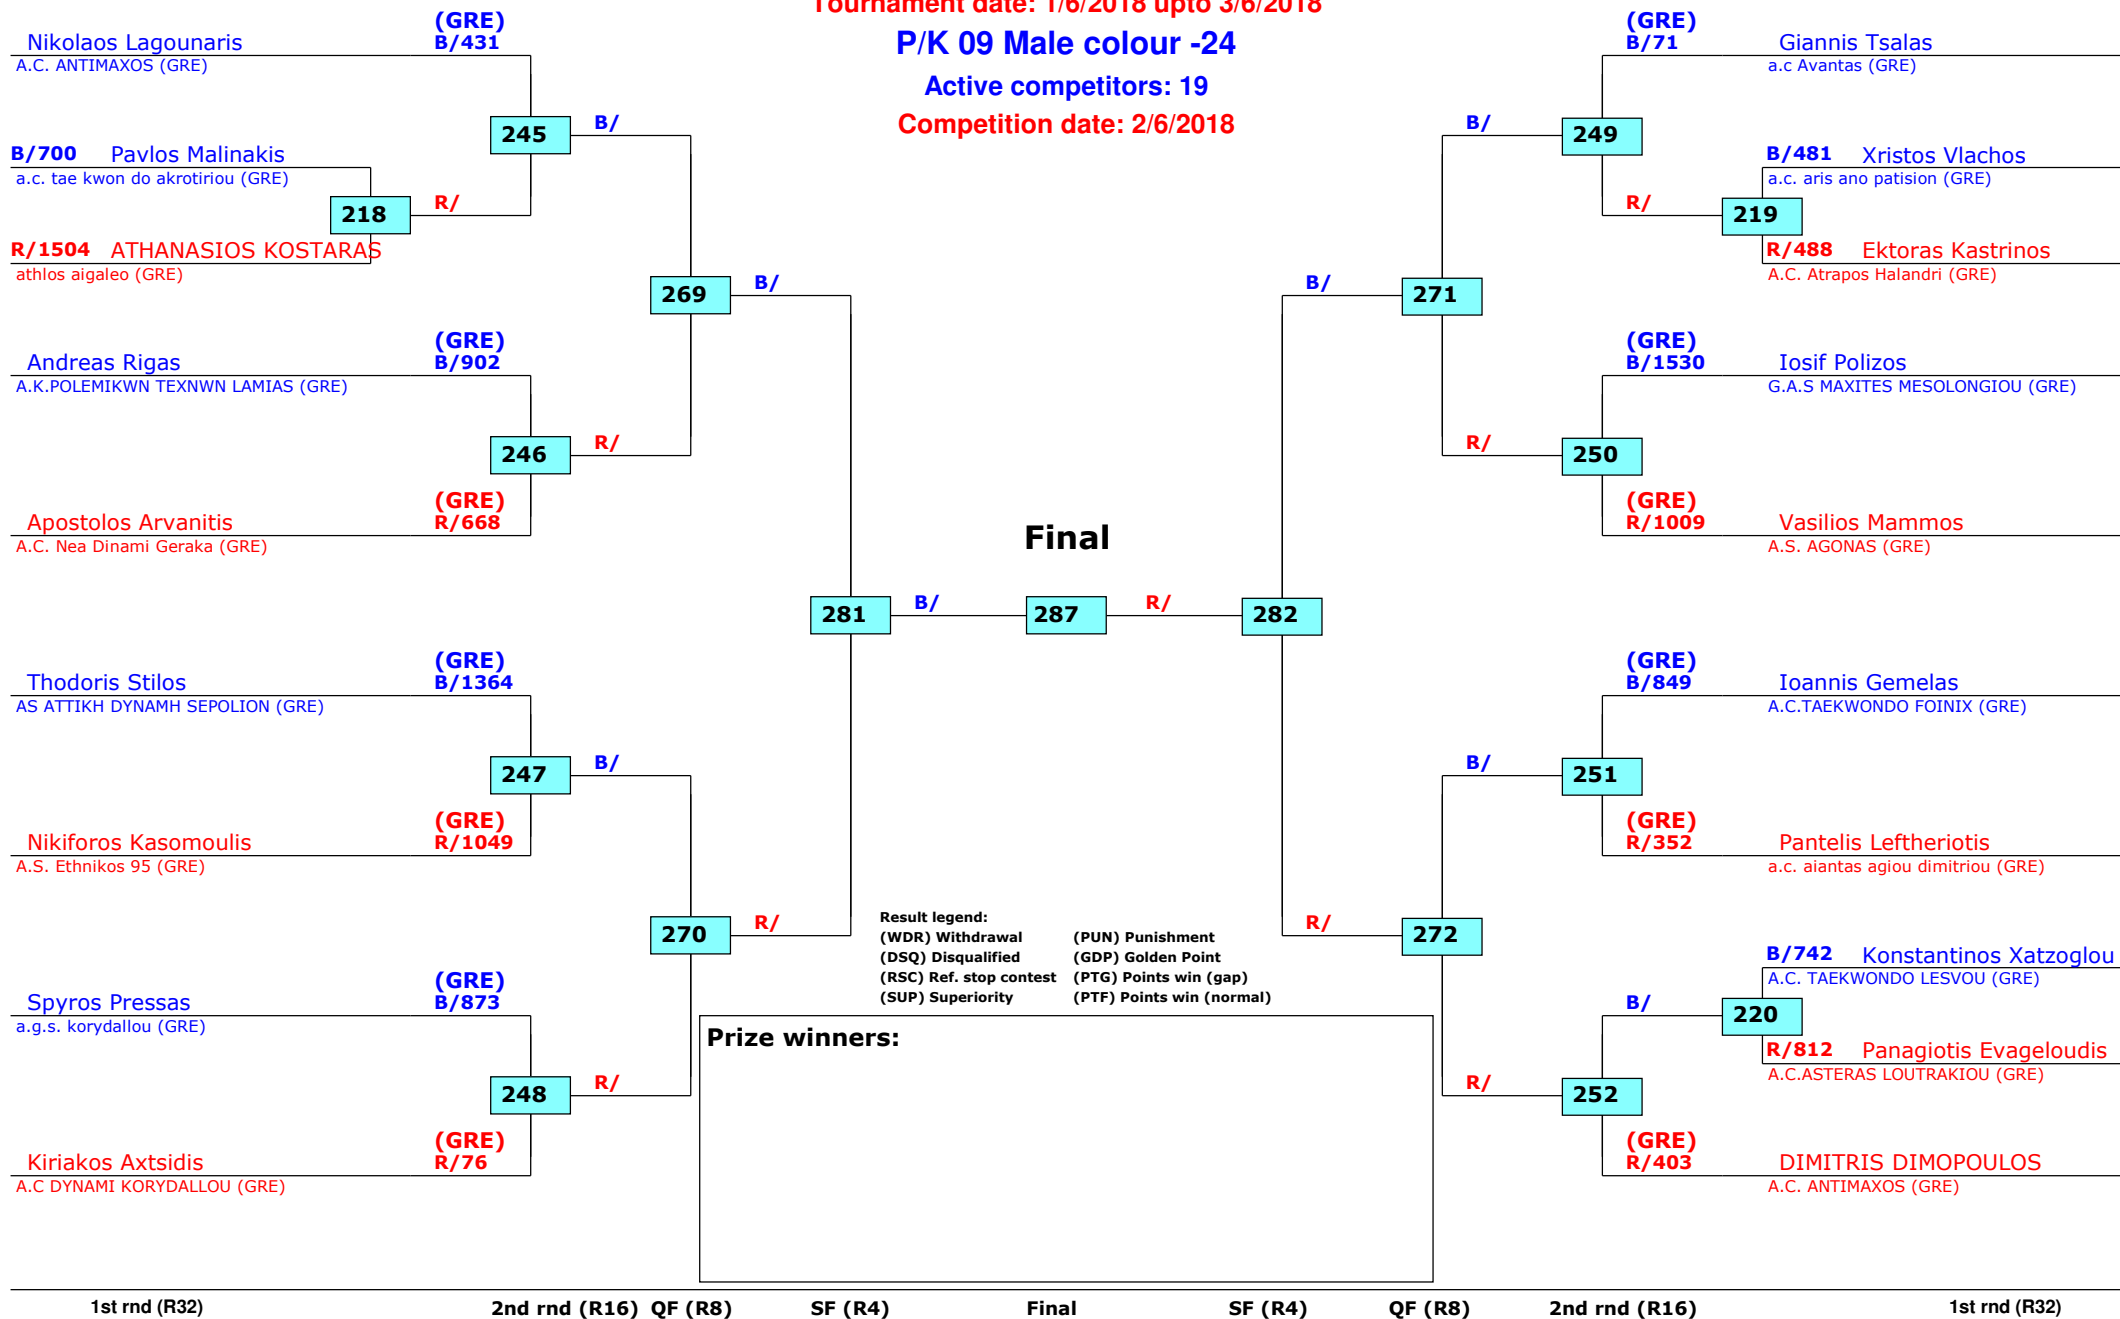 Tournament date: 1/6/2018 upto 3/6/2018
P/K 09 Male colour -24
Active competitors: 19
Competition date: 2/6/2018
(GRE)
Nikolaos Lagounaris B/431
A.C. ANTIMAXOS (GRE)
245 B/
B/700 Pavlos Malinakis
a.c. tae kwon do akrotiriou (GRE)
218 R/
R/1504 ATHANASIOS KOSTARAS
athlos aigaleo (GRE)
269 B/
(GRE)
Andreas Rigas B/902
A.K.POLEMIKWN TEXNWN LAMIAS (GRE)
246 R/
(GRE)
Apostolos Arvanitis R/668
A.C. Nea Dinami Geraka (GRE)
281 B/
(GRE)
Thodoris Stilos B/1364
AS ATTIKH DYNAMH SEPOLION (GRE)
247 B/
(GRE)
Nikiforos Kasomoulis R/1049
A.S. Ethnikos 95 (GRE)
270 R/
(GRE)
Spyros Pressas B/873
a.g.s. korydallou (GRE)
248 R/
(GRE)
Kiriakos Axtsidis R/76
A.C DYNAMI KORYDALLOU (GRE)
Final
287
(GRE)
B/71 Giannis Tsalas
a.c Avantas (GRE)
B/ 249
B/481 Xristos Vlachos
a.c. aris ano patision (GRE)
R/ 219
R/488 Ektoras Kastrinos
A.C. Atrapos Halandri (GRE)
B/ 271
(GRE)
B/1530 Iosif Polizos
G.A.S MAXITES MESOLONGIOU (GRE)
R/ 250
(GRE)
R/1009 Vasilios Mammos
A.S. AGONAS (GRE)
R/ 282
(GRE)
B/849 Ioannis Gemelas
A.C.TAEKWONDO FOINIX (GRE)
B/ 251
(GRE)
R/352 Pantelis Leftheriotis
a.c. aiantas agiou dimitriou (GRE)
R/ 272
B/742 Konstantinos Xatzoglou
A.C. TAEKWONDO LESVOU (GRE)
B/ 220
R/812 Panagiotis Evageloudis
A.C.ASTERAS LOUTRAKIOU (GRE)
R/ 252
(GRE)
R/403 DIMITRIS DIMOPOULOS
A.C. ANTIMAXOS (GRE)
Result legend:
(WDR) Withdrawal (PUN) Punishment
(DSQ) Disqualified (GDP) Golden Point
(RSC) Ref. stop contest (PTG) Points win (gap)
(SUP) Superiority (PTF) Points win (normal)
Prize winners:
1st rnd (R32) 2nd rnd (R16) QF (R8) SF (R4) Final SF (R4) QF (R8) 2nd rnd (R16) 1st rnd (R32)